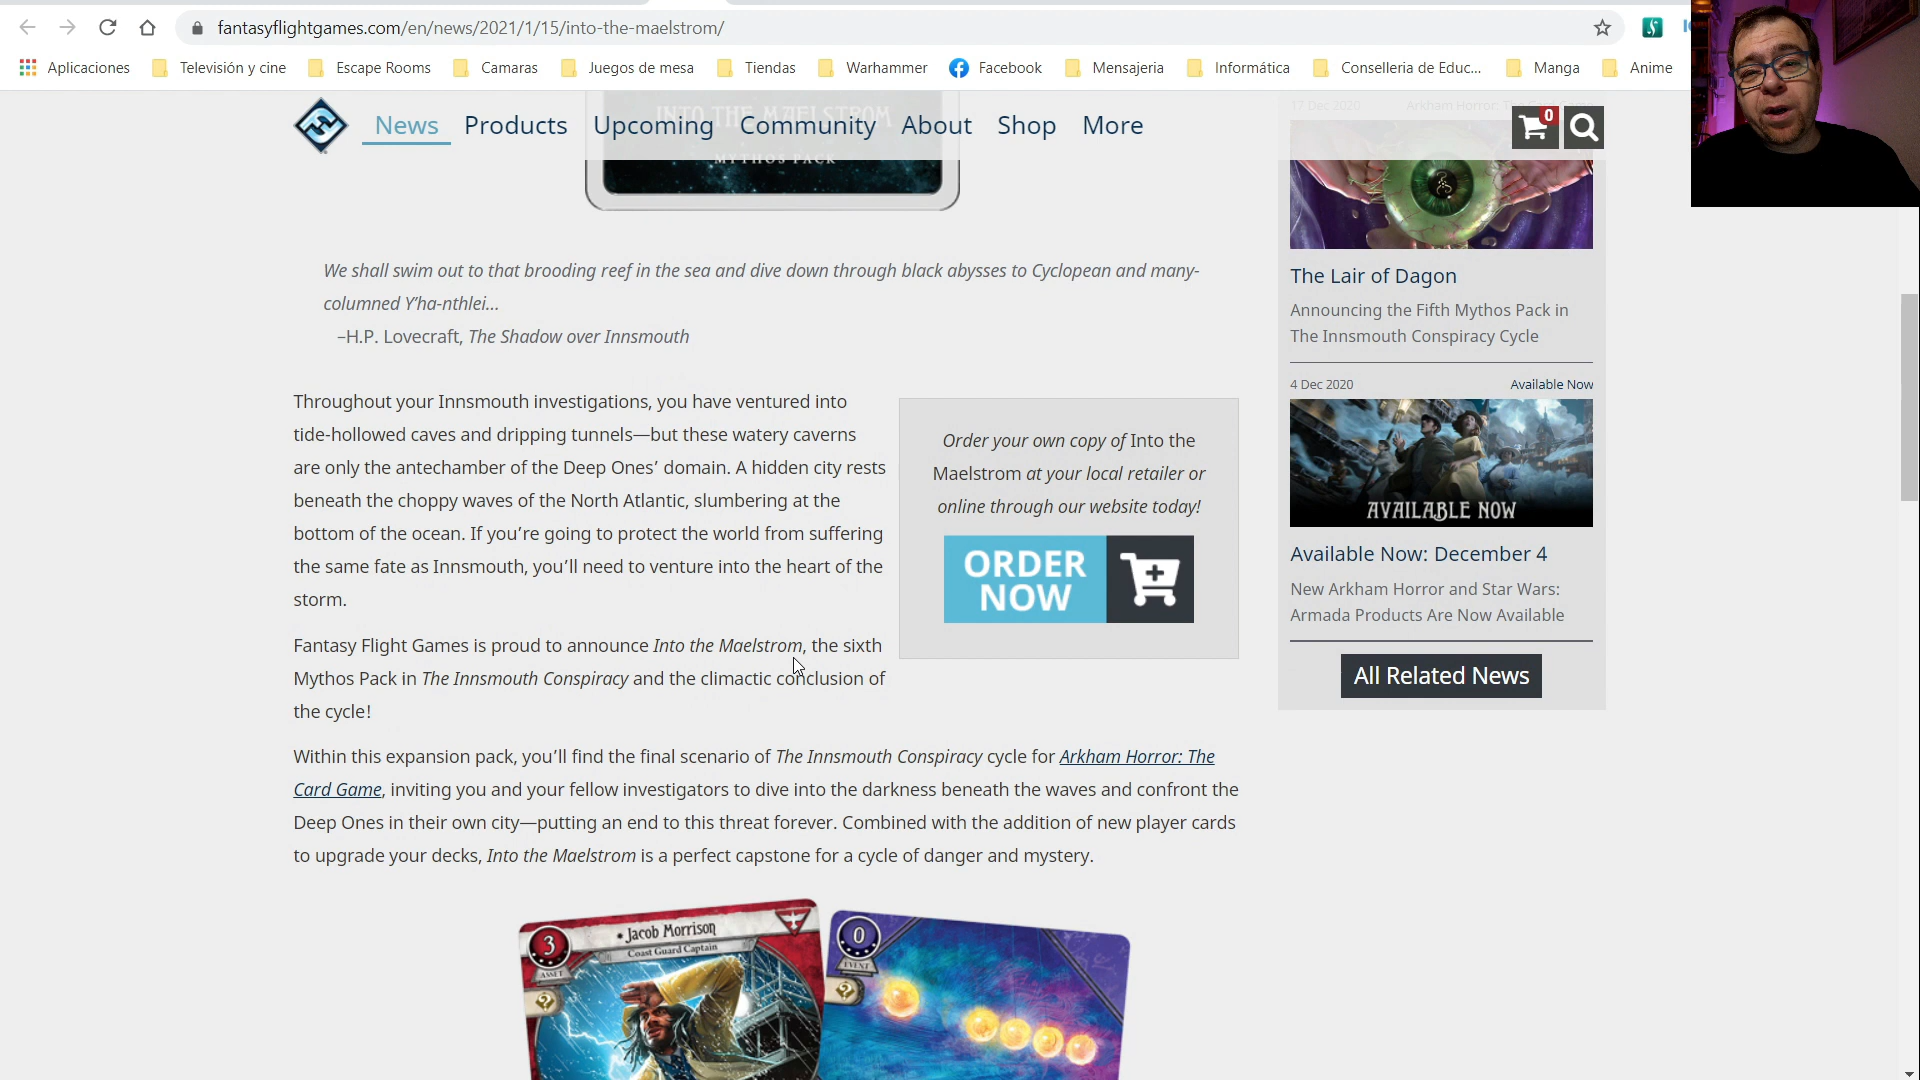 fantasyflightgames.com/en/news/2021/1/15/into-the-maelstrom/
Aplicaciones Televisión y cine Escape Rooms Camaras Juegos de mesa Tiendas Warhammer Facebook Mensajeria Informática Conselleria de Educ... Manga Anime
INTO THE MAELSTROM
News Products Upcoming Community About Shop More
0
MYTHOS PACK
We shall swim out to that brooding reef in the sea and dive down through black abysses to Cyclopean and many-
columned Y'ha-nthlei...
–H.P. Lovecraft, The Shadow over Innsmouth
Throughout your Innsmouth investigations, you have ventured into
tide-hollowed caves and dripping tunnels—but these watery caverns
are only the antechamber of the Deep Ones' domain. A hidden city rests
beneath the choppy waves of the North Atlantic, slumbering at the
bottom of the ocean. If you're going to protect the world from suffering
the same fate as Innsmouth, you'll need to venture into the heart of the
storm.
Order your own copy of Into the
Maelstrom at your local retailer or
online through our website today!
ORDER
NOW
Fantasy Flight Games is proud to announce Into the Maelstrom, the sixth
Mythos Pack in The Innsmouth Conspiracy and the climactic conclusion of
the cycle!
Within this expansion pack, you'll find the final scenario of The Innsmouth Conspiracy cycle for Arkham Horror: The
Card Game, inviting you and your fellow investigators to dive into the darkness beneath the waves and confront the
Deep Ones in their own city—putting an end to this threat forever. Combined with the addition of new player cards
to upgrade your decks, Into the Maelstrom is a perfect capstone for a cycle of danger and mystery.
3
ASSET
Jacob Morrison
Coast Guard Captain
0
EVENT
17 Dec 2020 Arkham Horror: The Card Game
The Lair of Dagon
Announcing the Fifth Mythos Pack in
The Innsmouth Conspiracy Cycle
4 Dec 2020 Available Now
AVAILABLE NOW
Available Now: December 4
New Arkham Horror and Star Wars:
Armada Products Are Now Available
All Related News